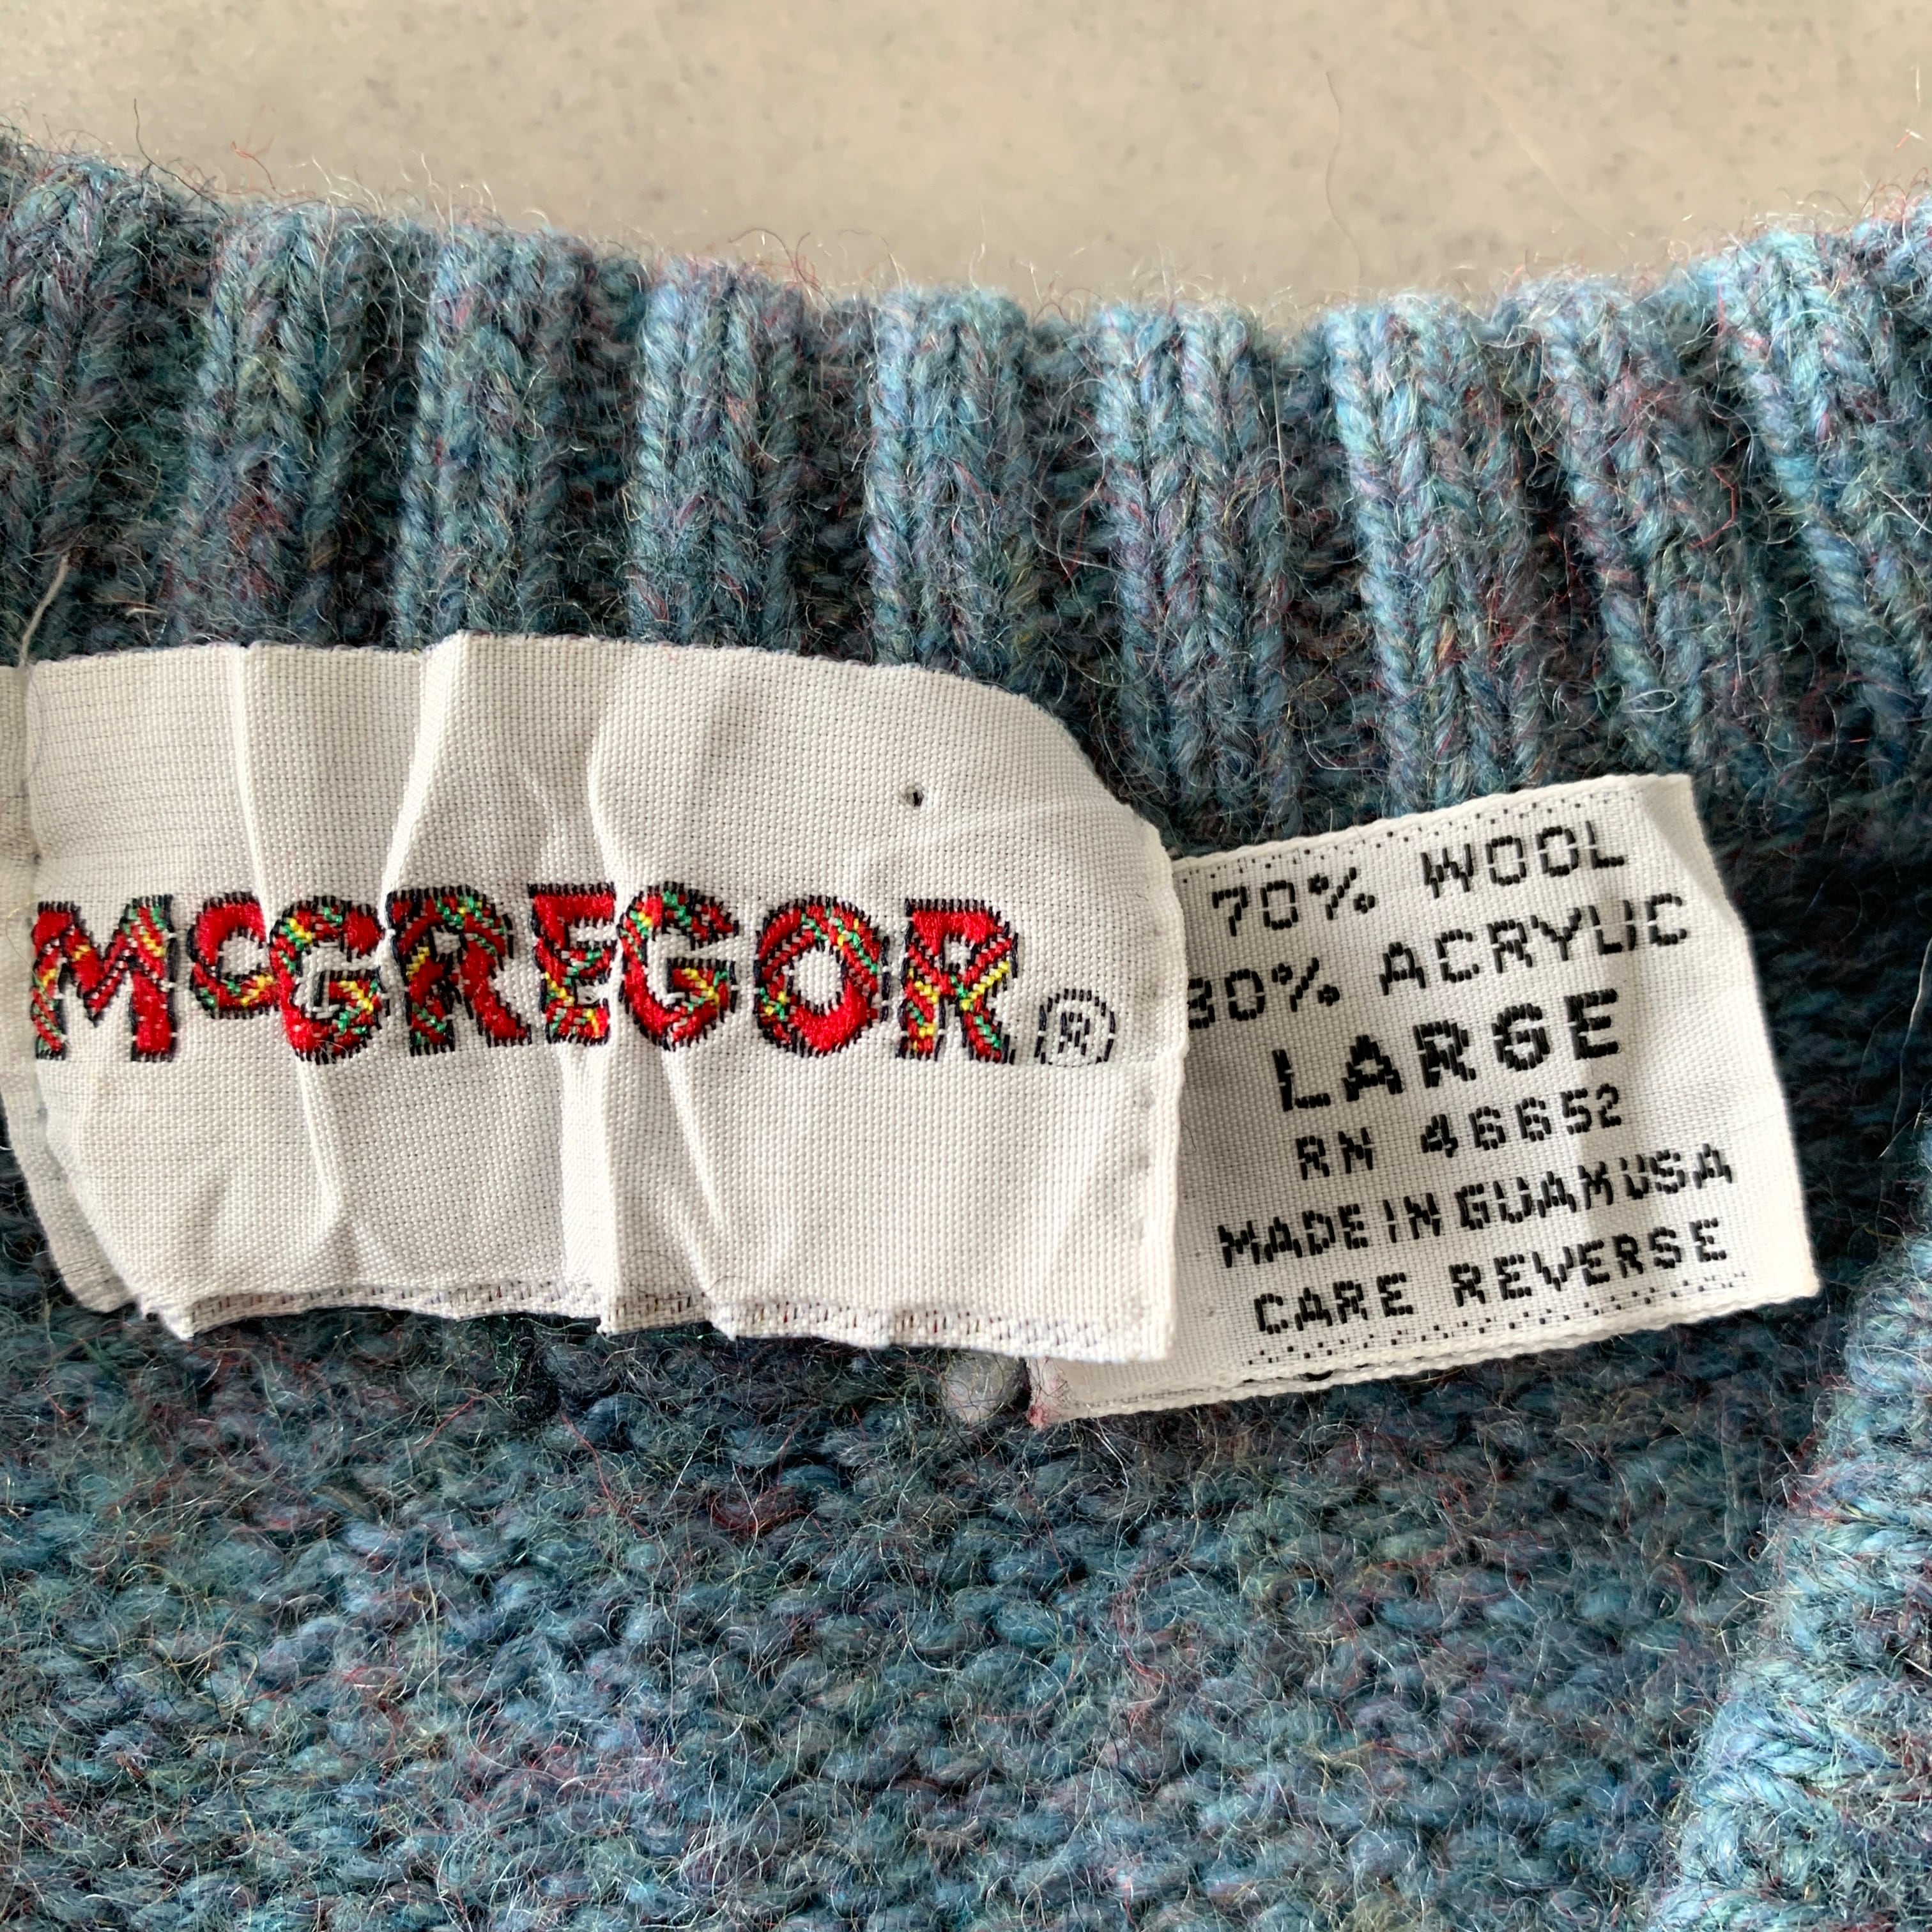 McGREGOR®
70% WOOL
30% ACRYLIC
LARGE
RN 46652
MADE IN GUAM USA
CARE REVERSE